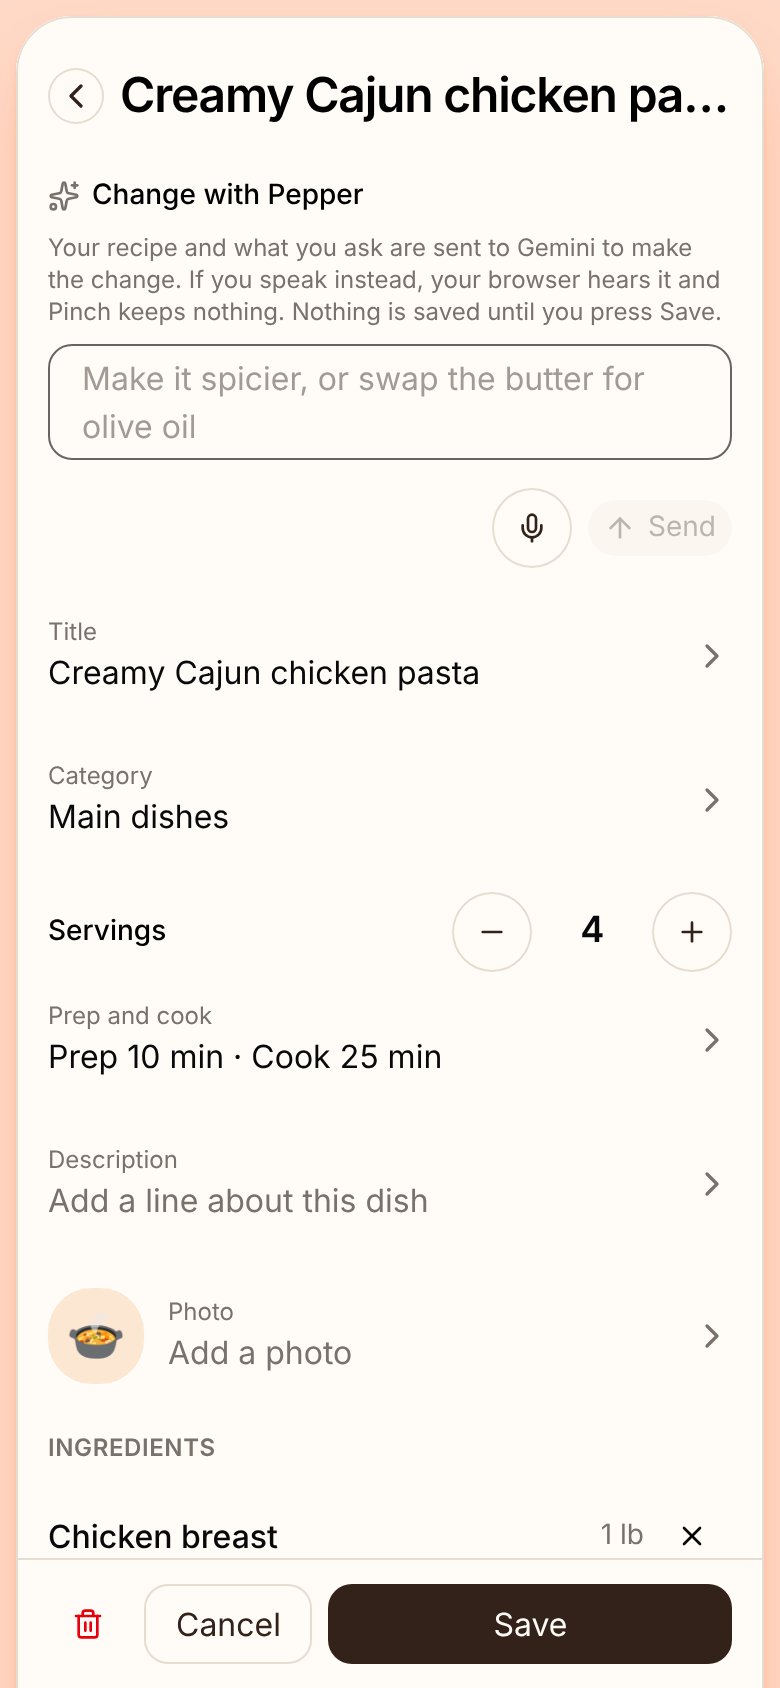 Creamy Cajun chicken pa...
Change with Pepper
Your recipe and what you ask are sent to Gemini to make
the change. If you speak instead, your browser hears it and
Pinch keeps nothing. Nothing is saved until you press Save.
Make it spicier, or swap the butter for
olive oil
Send
Title
Creamy Cajun chicken pasta
Category
Main dishes
Servings
4
Prep and cook
Prep 10 min · Cook 25 min
Description
Add a line about this dish
Photo
Add a photo
INGREDIENTS
Chicken breast 1 lb
Cancel Save